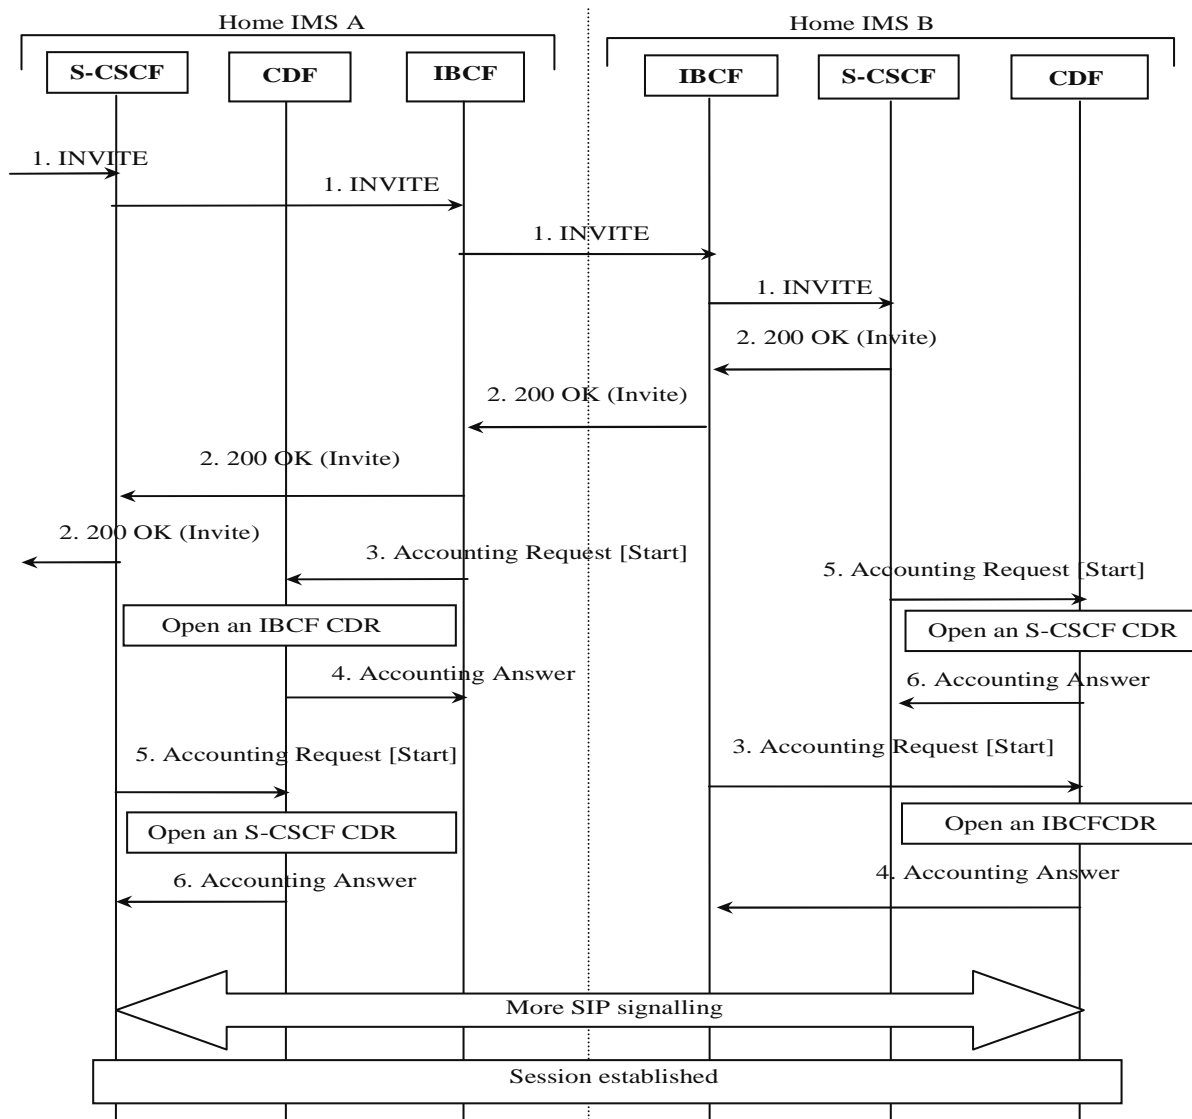 Home IMS A
Home IMS B
S-CSCF
CDF
IBCF
IBCF
S-CSCF
CDF
1. INVITE
1. INVITE
1. INVITE
1. INVITE
2. 200 OK (Invite)
2. 200 OK (Invite)
2. 200 OK (Invite)
2. 200 OK (Invite)
3. Accounting Request [Start]
5. Accounting Request [Start]
Open an IBCF CDR
Open an S-CSCF CDR
4. Accounting Answer
6. Accounting Answer
5. Accounting Request [Start]
3. Accounting Request [Start]
Open an S-CSCF CDR
Open an IBCFCDR
6. Accounting Answer
4. Accounting Answer
More SIP signalling
Session established